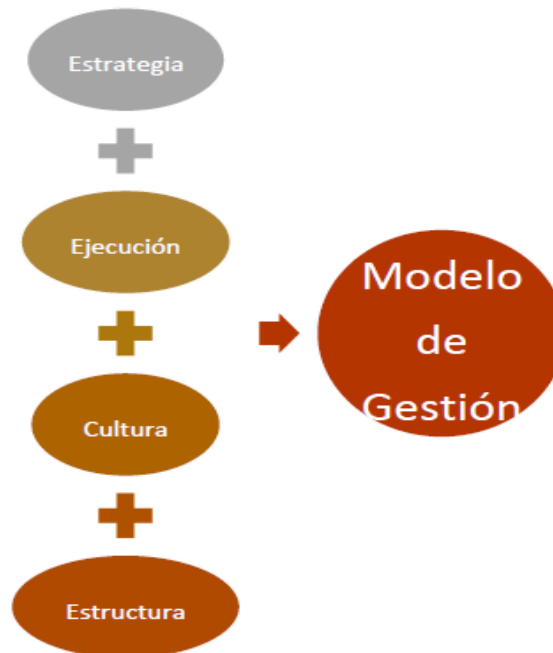 Estrategia
Ejecución
Cultura
Estructura
Modelo
de
Gestión